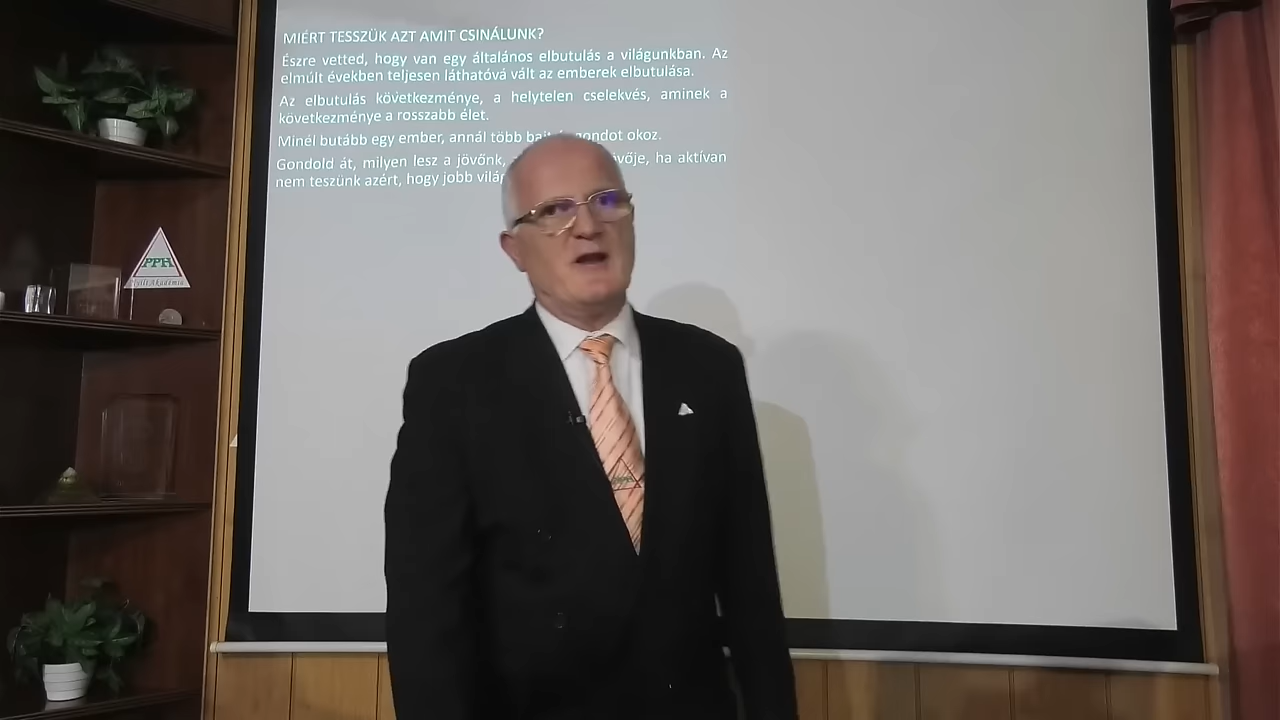 MIÉRT TESSZÜK AZT AMIT CSINÁLUNK?
Észre vetted, hogy van egy általános elbutulás a világunkban. Az
elmúlt években teljesen láthatóvá vált az emberek elbutulása.
Az elbutulás következménye, a helytelen cselekvés, aminek a
következménye a rosszabb élet.
Minél butább egy ember, annál több gondot okoz.
Gondold át, milyen lesz a jövőnk, ha aktívan
nem teszünk azért, hogy jobb
PPH
Nyílt Akadémia